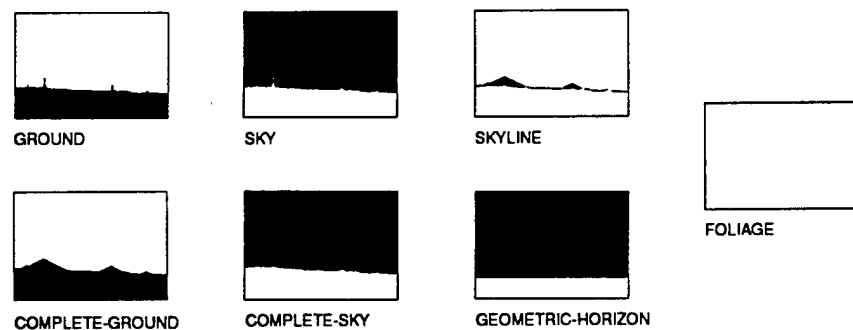 GROUND
SKY
SKYLINE
FOLIAGE
COMPLETE-GROUND
COMPLETE-SKY
GEOMETRIC-HORIZON